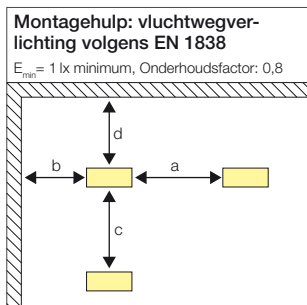 Montagehulp: vluchtwegver-
lichting volgens EN 1838
Emin= 1 lx minimum, Onderhoudsfactor: 0,8
d
b
a
c